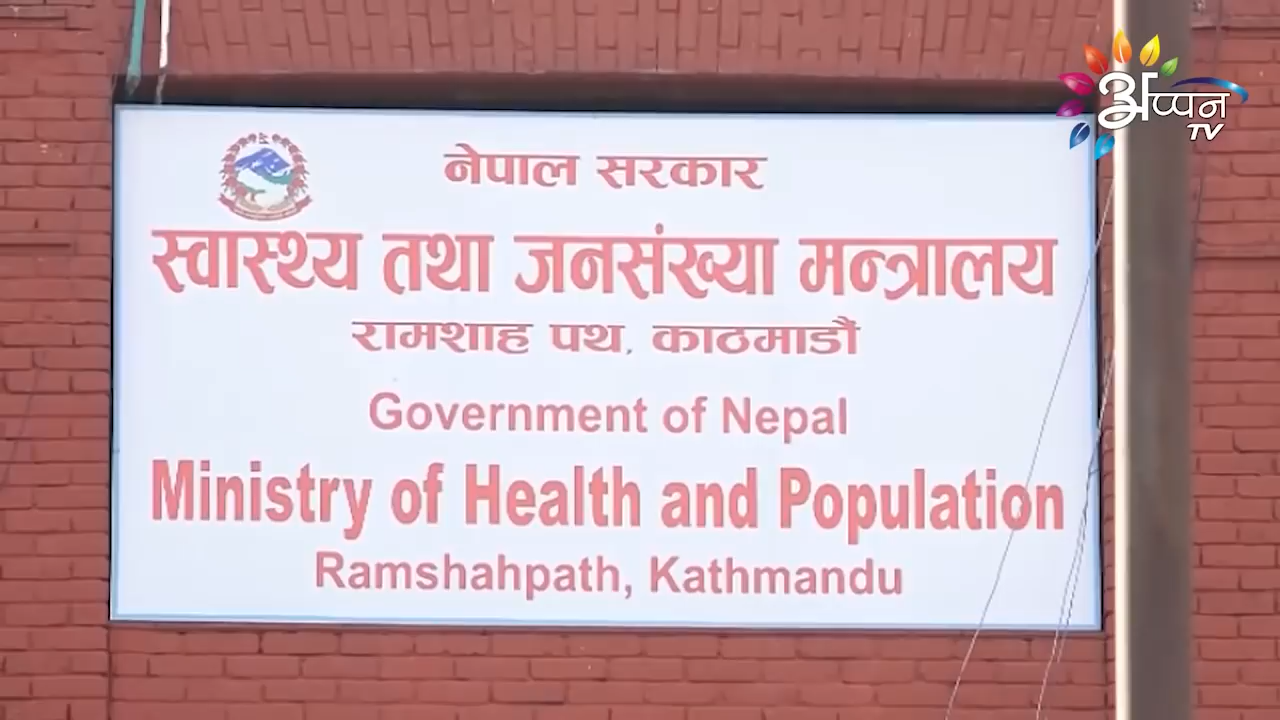 अप्पन
TV
नेपाल सरकार
स्वास्थ्य तथा जनसंख्या मन्त्रालय
रामशाह पथ, काठमाडौं
Government of Nepal
Ministry of Health and Population
Ramshahpath, Kathmandu